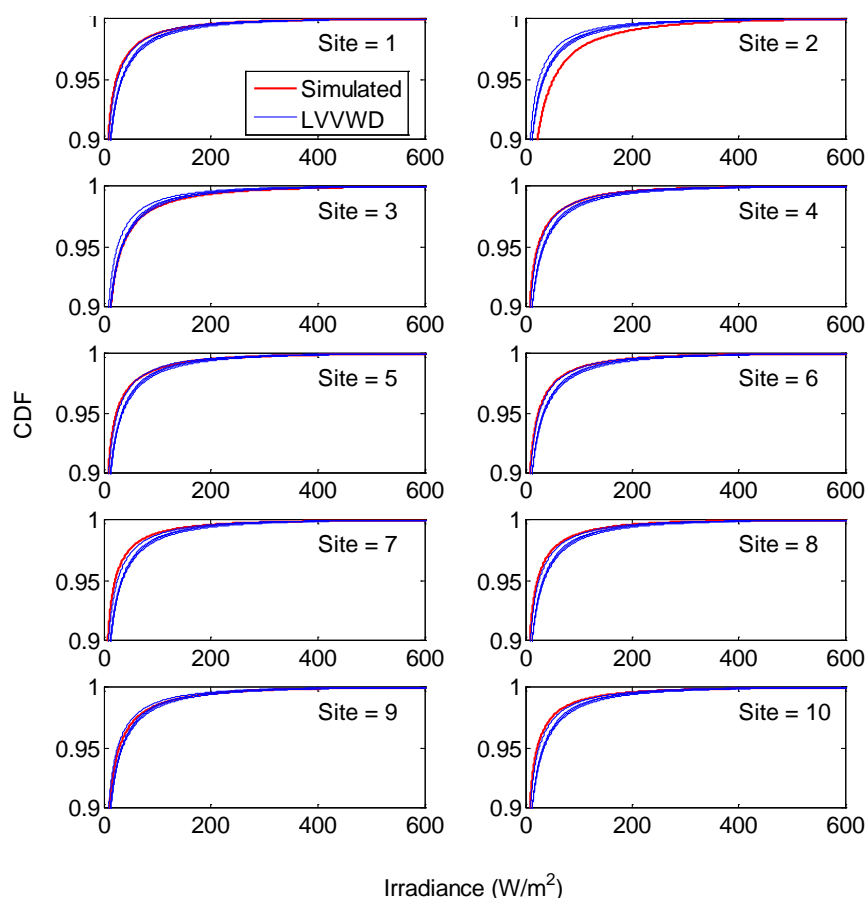 1
0.95
0.9
0 200 400 600
Site = 1
Simulated
LVVWD
1
0.95
0.9
0 200 400 600
Site = 2
1
0.95
0.9
0 200 400 600
Site = 3
1
0.95
0.9
0 200 400 600
Site = 4
1
0.95
0.9
0 200 400 600
Site = 5
1
0.95
0.9
0 200 400 600
Site = 6
1
0.95
0.9
0 200 400 600
Site = 7
1
0.95
0.9
0 200 400 600
Site = 8
1
0.95
0.9
0 200 400 600
Site = 9
1
0.95
0.9
0 200 400 600
Site = 10
CDF
Irradiance (W/m²)